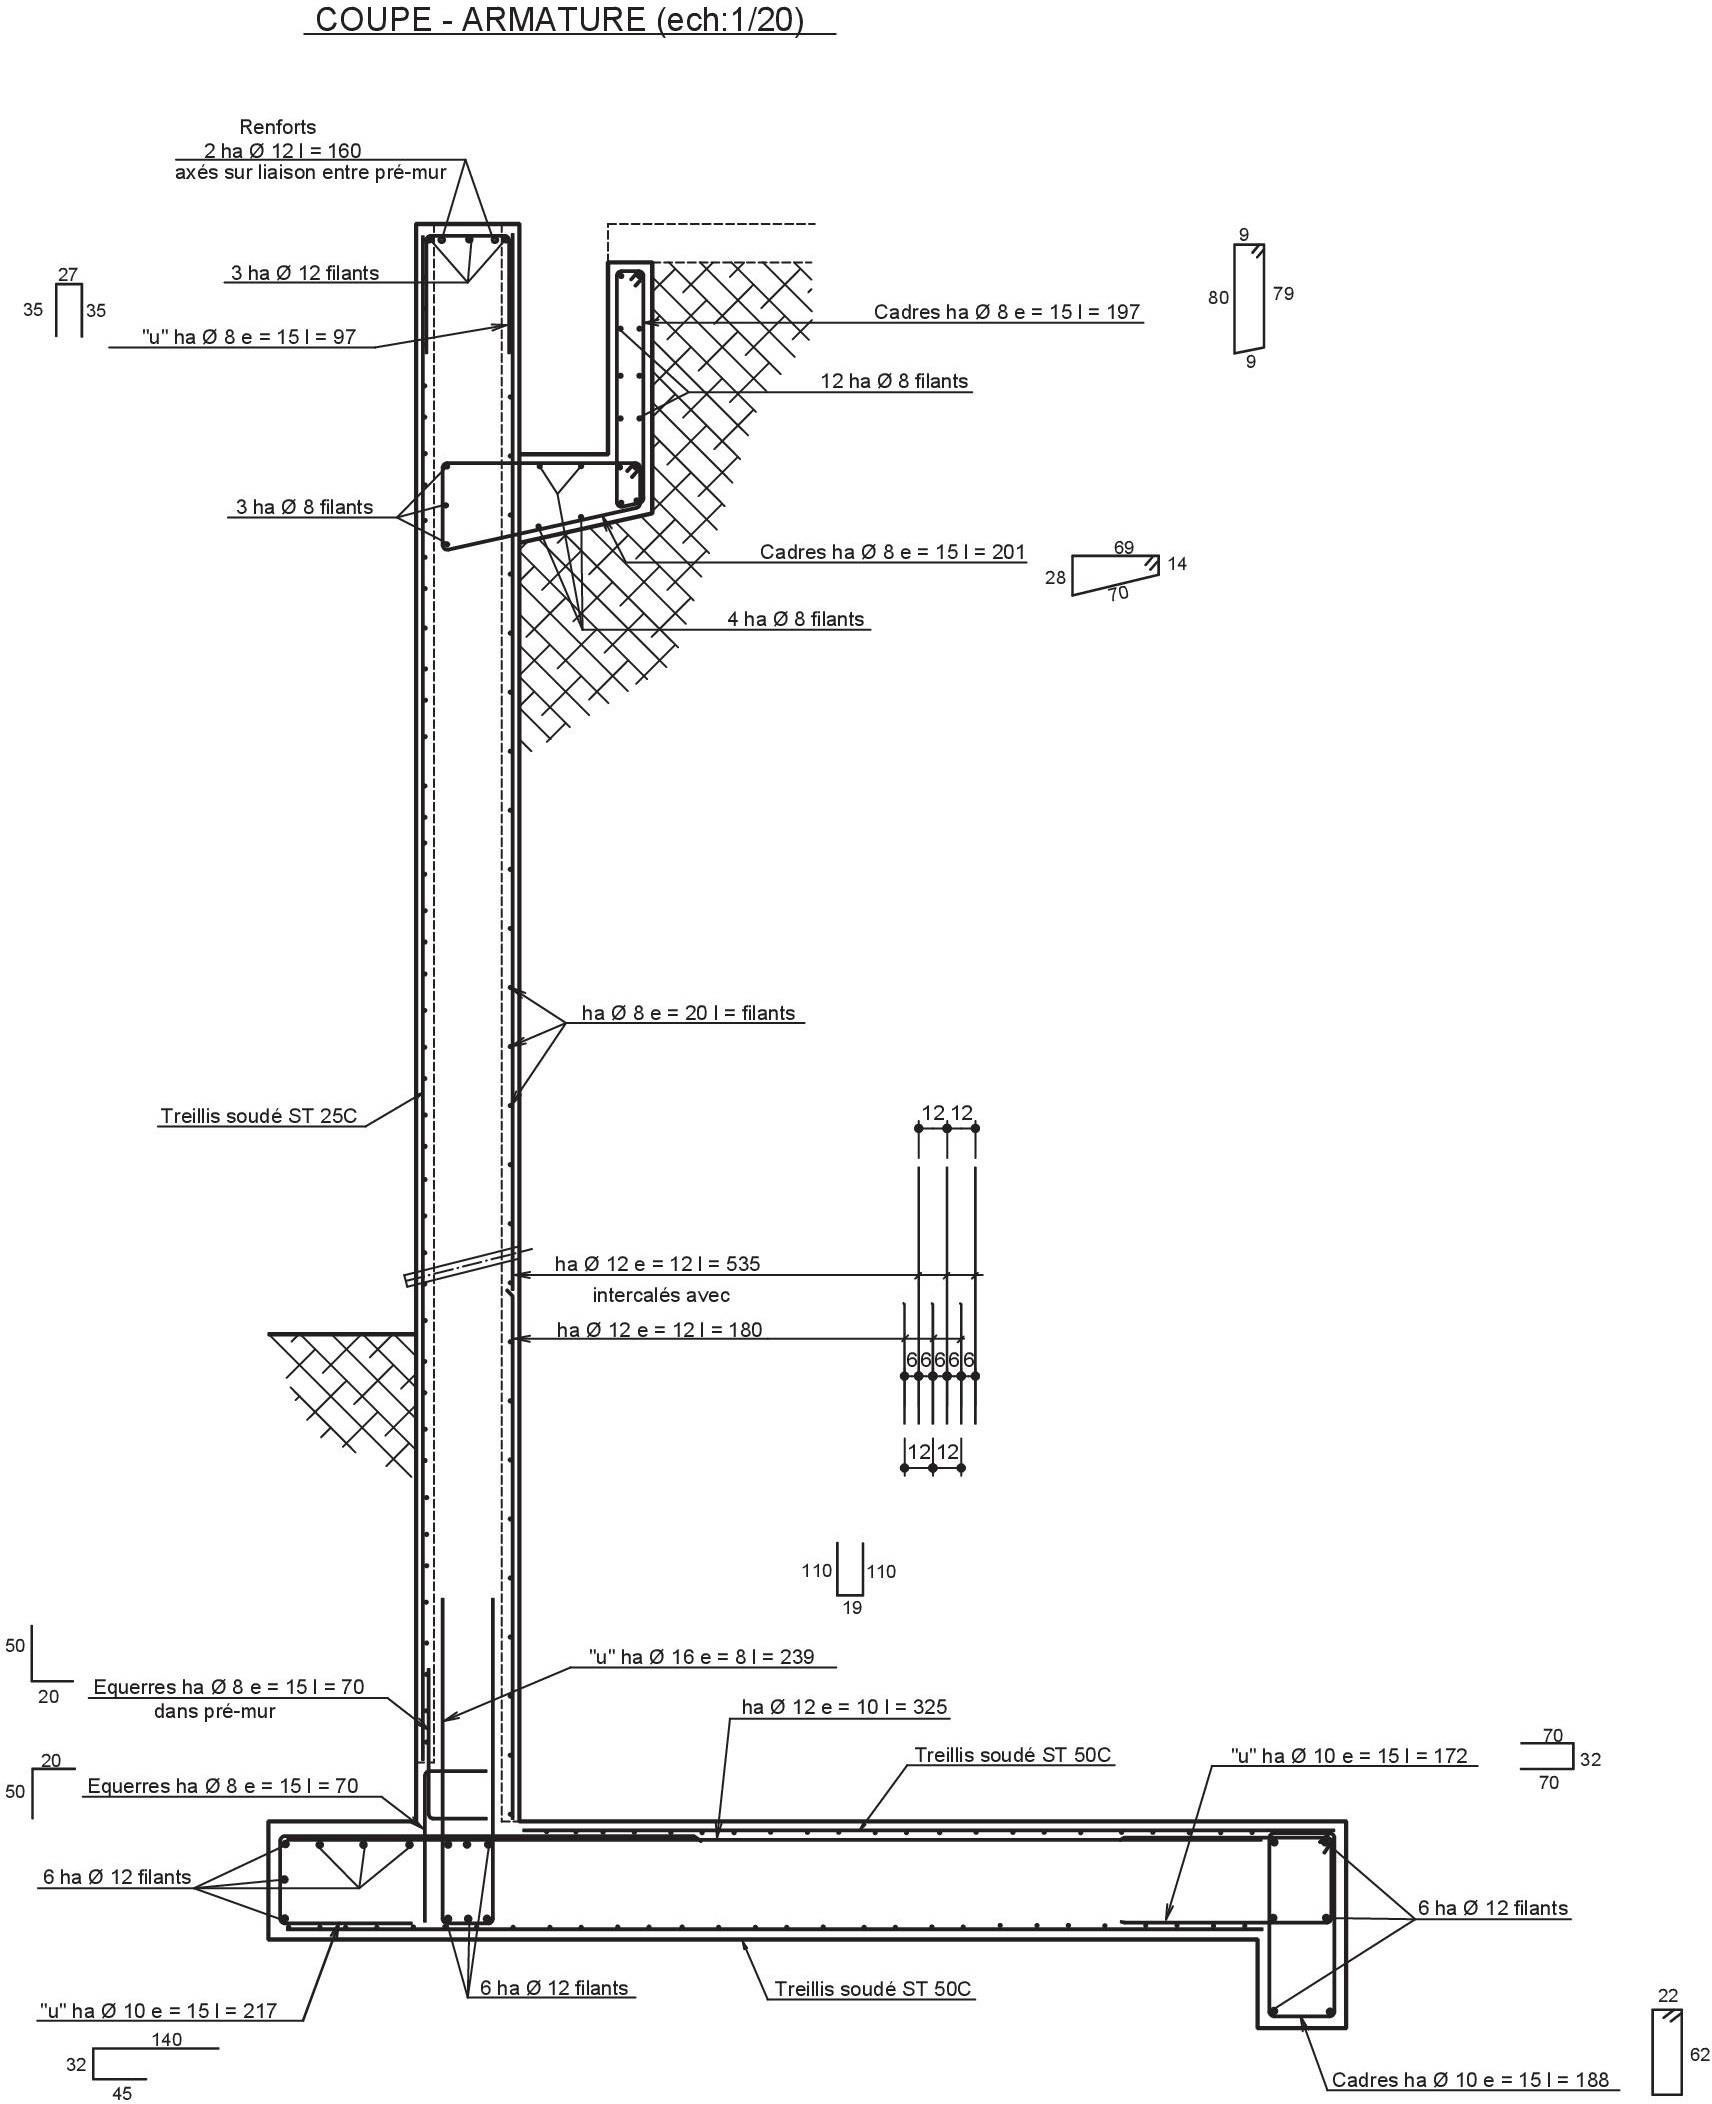 COUPE - ARMATURE (ech:1/20)
Renforts
2 ha Ø 12 l = 160
axés sur liaison entre pré-mur
3 ha Ø 12 filants
27
35
35
"u" ha Ø 8 e = 15 l = 97
Cadres ha Ø 8 e = 15 l = 197
9
80
79
9
12 ha Ø 8 filants
3 ha Ø 8 filants
Cadres ha Ø 8 e = 15 l = 201
69
14
28
70
4 ha Ø 8 filants
ha Ø 8 e = 20 l = filants
Treillis soudé ST 25C
12 12
ha Ø 12 e = 12 l = 535
intercalés avec
ha Ø 12 e = 12 l = 180
6 6 6 6 6
12 12
110
110
19
50
20
"u" ha Ø 16 e = 8 l = 239
Equerres ha Ø 8 e = 15 l = 70
dans pré-mur
ha Ø 12 e = 10 l = 325
Treillis soudé ST 50C
"u" ha Ø 10 e = 15 l = 172
70
32
70
20
50
Equerres ha Ø 8 e = 15 l = 70
6 ha Ø 12 filants
6 ha Ø 12 filants
6 ha Ø 12 filants
Treillis soudé ST 50C
"u" ha Ø 10 e = 15 l = 217
140
32
45
22
62
Cadres ha Ø 10 e = 15 l = 188